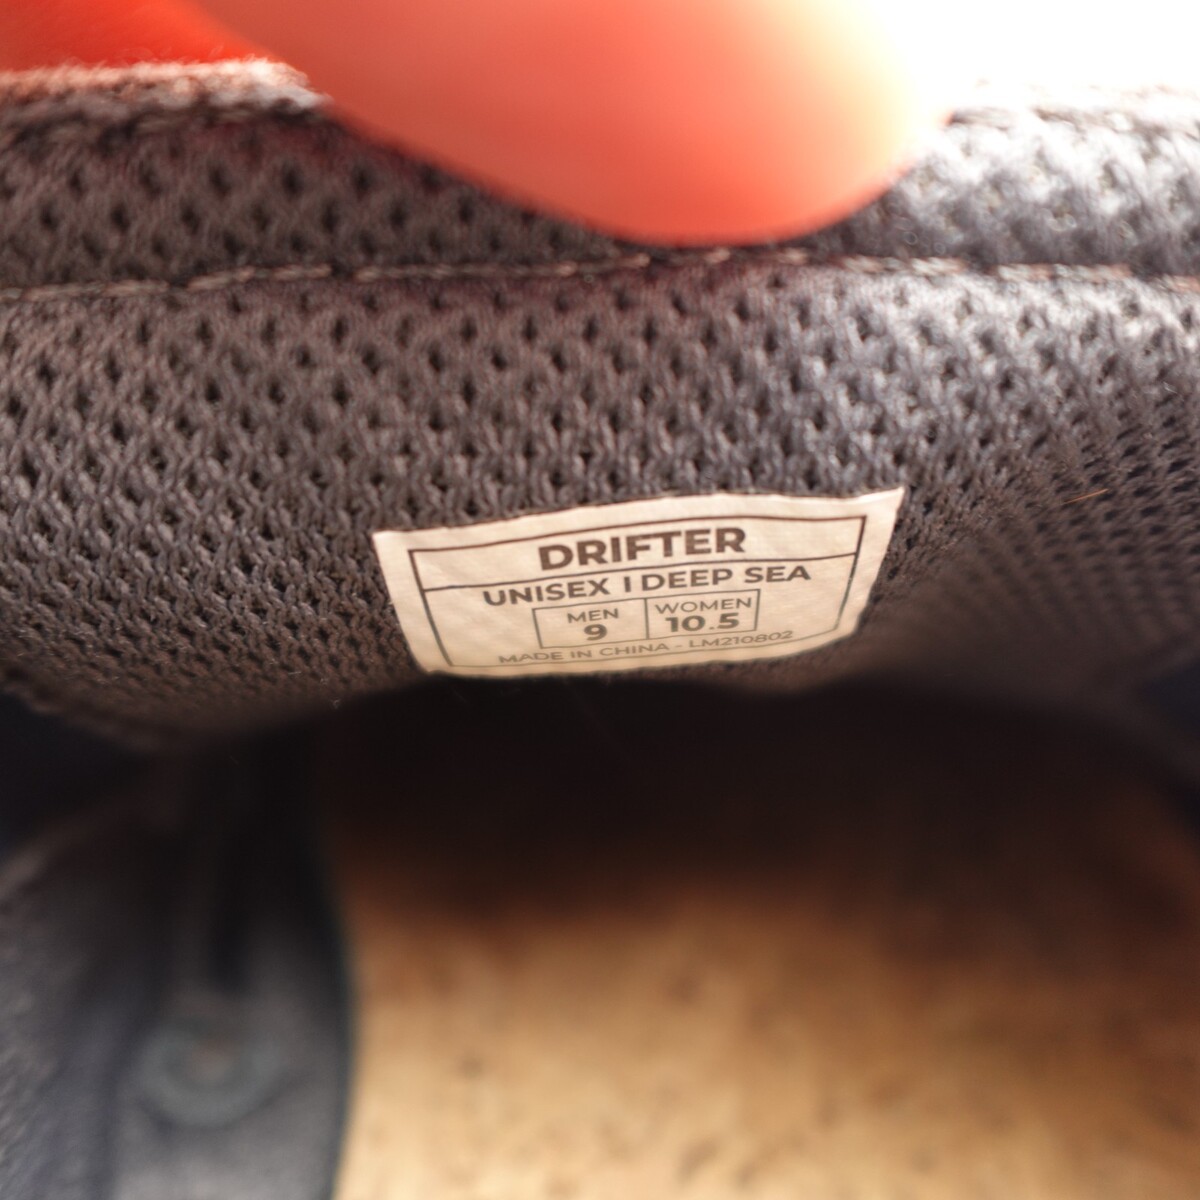 DRIFTER
UNISEX | DEEP SEA
MEN WOMEN
9 10.5
MADE IN CHINA - LM210802